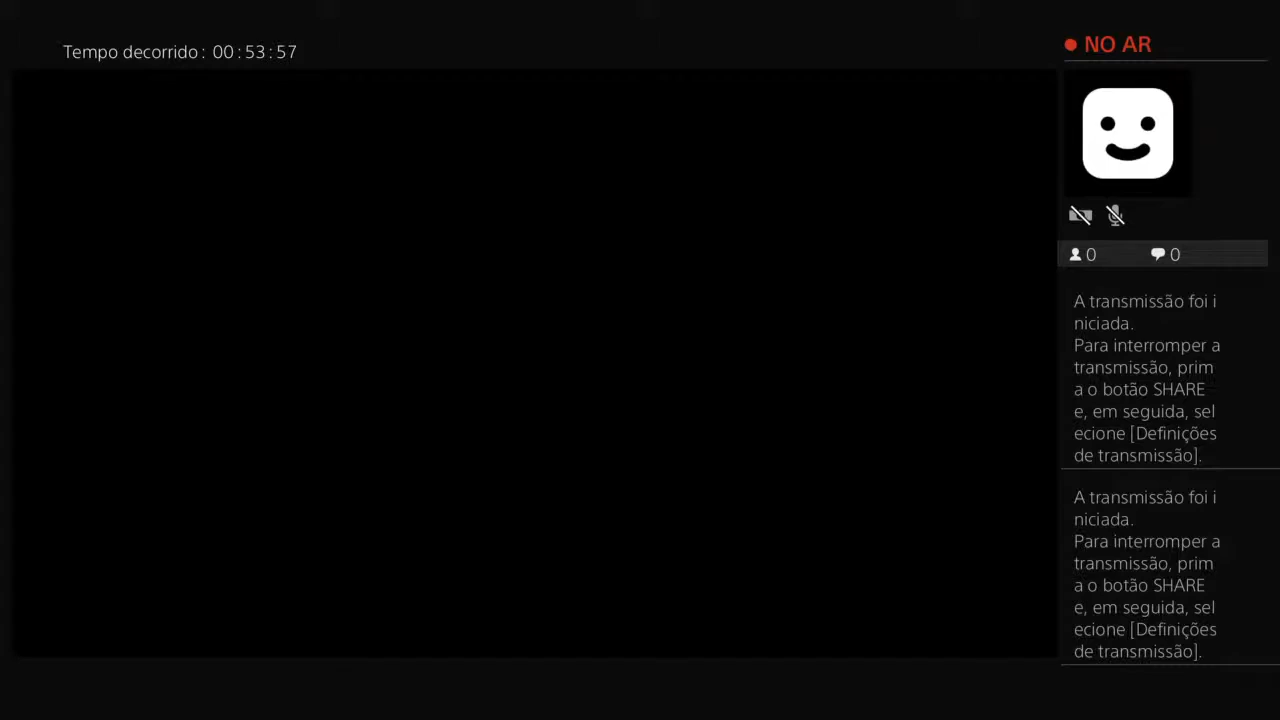 Tempo decorrido: 00:53:57
NO AR
0 0
A transmissão foi i
niciada.
Para interromper a
transmissão, prim
a o botão SHARE
e, em seguida, sel
ecione [Definições
de transmissão].
A transmissão foi i
niciada.
Para interromper a
transmissão, prim
a o botão SHARE
e, em seguida, sel
ecione [Definições
de transmissão].